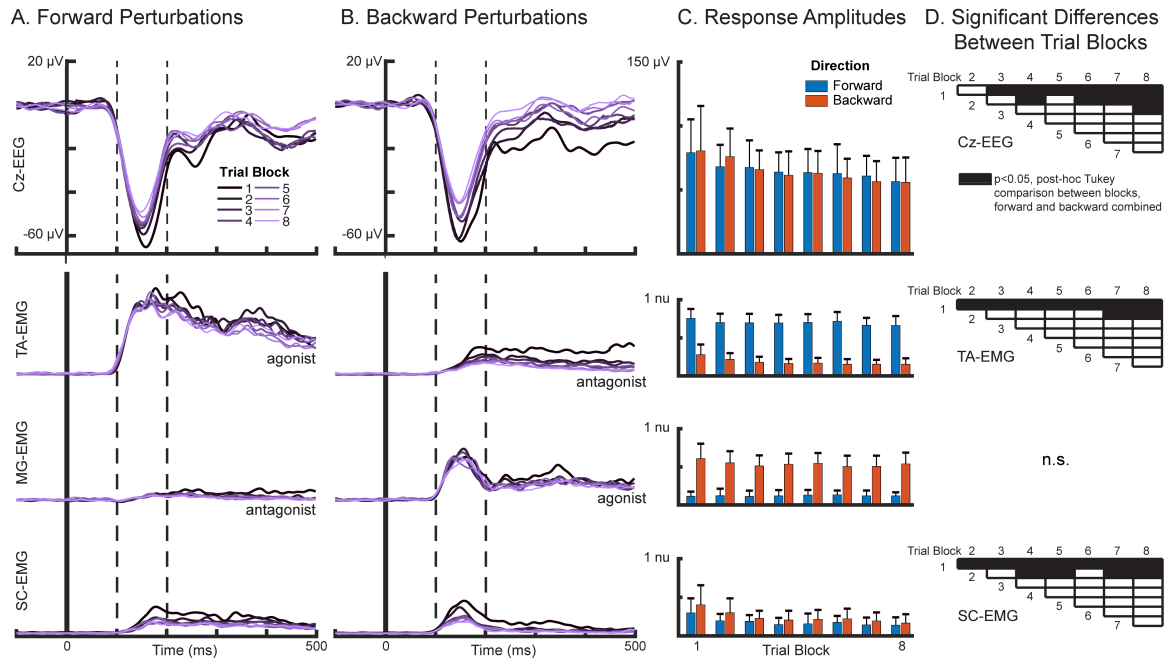 A. Forward Perturbations
B. Backward Perturbations
C. Response Amplitudes
D. Significant Differences
Between Trial Blocks
20 µV
Cz-EEG
-60 µV
Trial Block
1 5
2 6
3 7
4 8
20 µV
-60 µV
150 µV
Direction
Forward
Backward
Trial Block 2 3 4 5 6 7 8
1
2
3
4
5
6
7
Cz-EEG
p<0.05, post-hoc Tukey
comparison between blocks,
forward and backward combined
TA-EMG
agonist
antagonist
1 nu
Trial Block 2 3 4 5 6 7 8
1
2
3
4
5
6
7
TA-EMG
MG-EMG
antagonist
agonist
1 nu
n.s.
SC-EMG
0 Time (ms) 500
0 Time (ms) 500
1 nu
1 Trial Block 8
Trial Block 2 3 4 5 6 7 8
1
2
3
4
5
6
7
SC-EMG